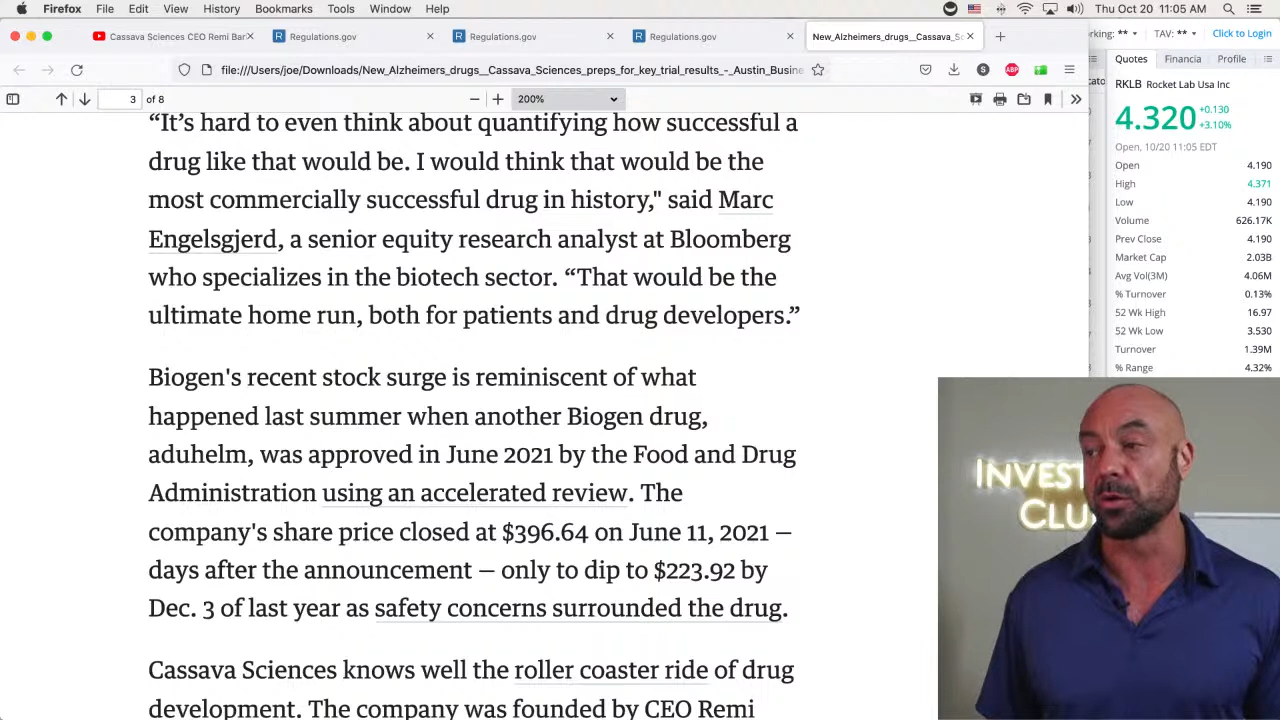 Firefox File Edit View History Bookmarks Tools Window Help Thu Oct 20 11:05 AM
Cassava Sciences CEO Remi Bar
Regulations.gov
Regulations.gov
Regulations.gov
New_Alzheimers_drugs__Cassava_Sc
rking: ** TAV: ** Click to Login
file:///Users/joe/Downloads/New_Alzheimers_drugs__Cassava_Sciences_preps_for_key_trial_results_-_Austin_Busine
Quotes Financia Profile
3 of 8
200%
RKLB Rocket Lab Usa Inc
4.320 +0.130
+3.10%
Open, 10/20 11:05 EDT
Open 4.190
High 4.371
Low 4.190
Volume 626.17K
Prev Close 4.190
Market Cap 2.03B
Avg Vol(3M) 4.06M
% Turnover 0.13%
52 Wk High 16.97
52 Wk Low 3.530
Turnover 1.39M
% Range 4.32%
“It’s hard to even think about quantifying how successful a
drug like that would be. I would think that would be the
most commercially successful drug in history," said Marc
Engelsgjerd, a senior equity research analyst at Bloomberg
who specializes in the biotech sector. “That would be the
ultimate home run, both for patients and drug developers.”
Biogen's recent stock surge is reminiscent of what
happened last summer when another Biogen drug,
aduhelm, was approved in June 2021 by the Food and Drug
Administration using an accelerated review. The
company's share price closed at $396.64 on June 11, 2021 —
days after the announcement — only to dip to $223.92 by
Dec. 3 of last year as safety concerns surrounded the drug.
Cassava Sciences knows well the roller coaster ride of drug
development. The company was founded by CEO Remi
INVEST
CLU